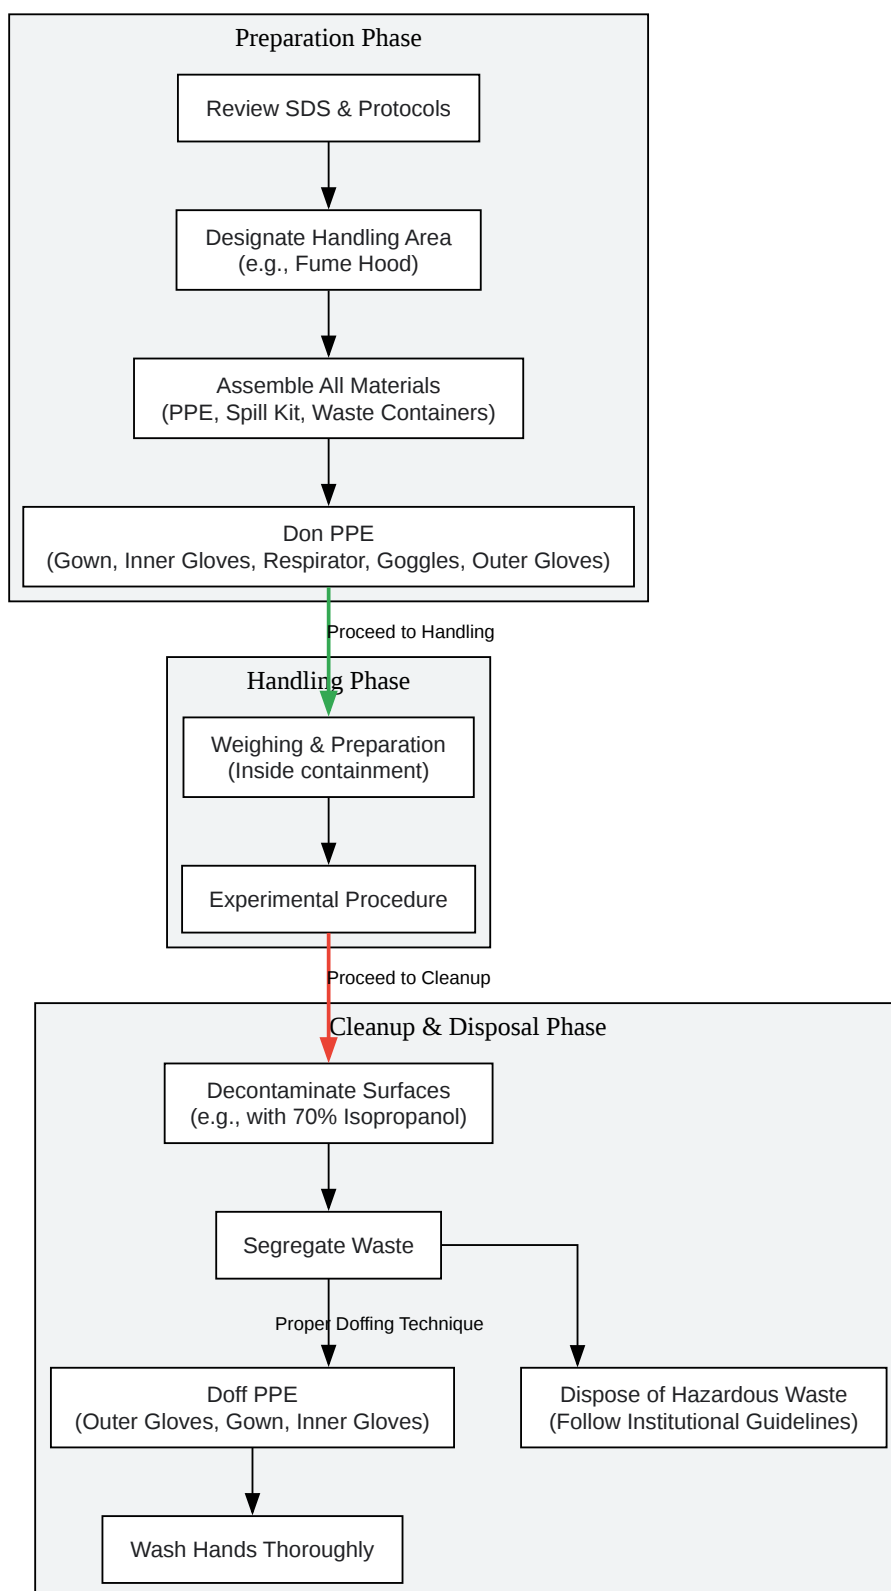 Preparation Phase
Review SDS & Protocols
Designate Handling Area
(e.g., Fume Hood)
Assemble All Materials
(PPE, Spill Kit, Waste Containers)
Don PPE
(Gown, Inner Gloves, Respirator, Goggles, Outer Gloves)
Proceed to Handling
Handling Phase
Weighing & Preparation
(Inside containment)
Experimental Procedure
Proceed to Cleanup
Cleanup & Disposal Phase
Decontaminate Surfaces
(e.g., with 70% Isopropanol)
Segregate Waste
Proper Doffing Technique
Doff PPE
(Outer Gloves, Gown, Inner Gloves)
Dispose of Hazardous Waste
(Follow Institutional Guidelines)
Wash Hands Thoroughly